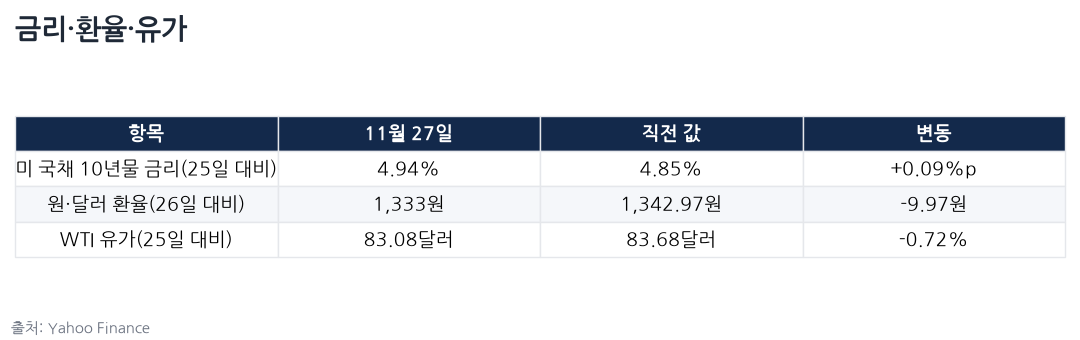 금리·환율·유가
항목 11월 27일 직전 값 변동
미 국채 10년물 금리(25일 대비) 4.94% 4.85% +0.09%p
원·달러 환율(26일 대비) 1,333원 1,342.97원 -9.97원
WTI 유가(25일 대비) 83.08달러 83.68달러 -0.72%
출처: Yahoo Finance